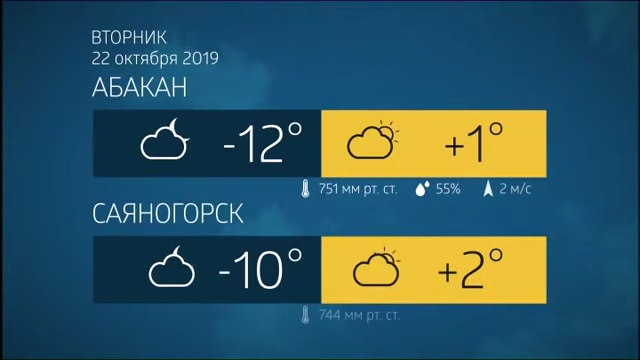 ВТОРНИК
22 октября 2019
АБАКАН
-12° +1°
751 мм рт. ст. 55% 2 м/с
САЯНОГОРСК
-10° +2°
744 мм рт. ст.